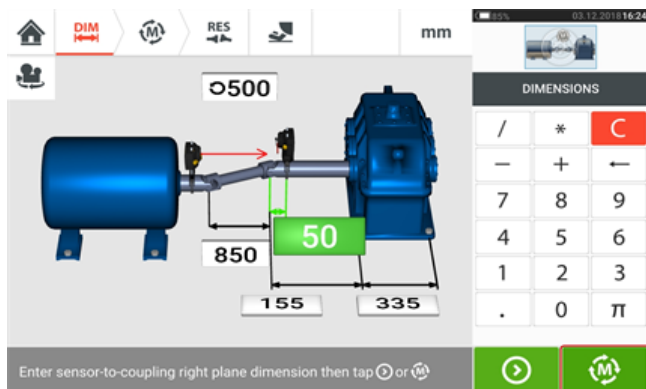 DIM
M
RES
mm
85%
03.12.2018 16:24
500
DIMENSIONS
/ * C
− + ←
7 8 9
50
850
4 5 6
155
335
1 2 3
. 0 π
Enter sensor-to-coupling right plane dimension then tap or M
M